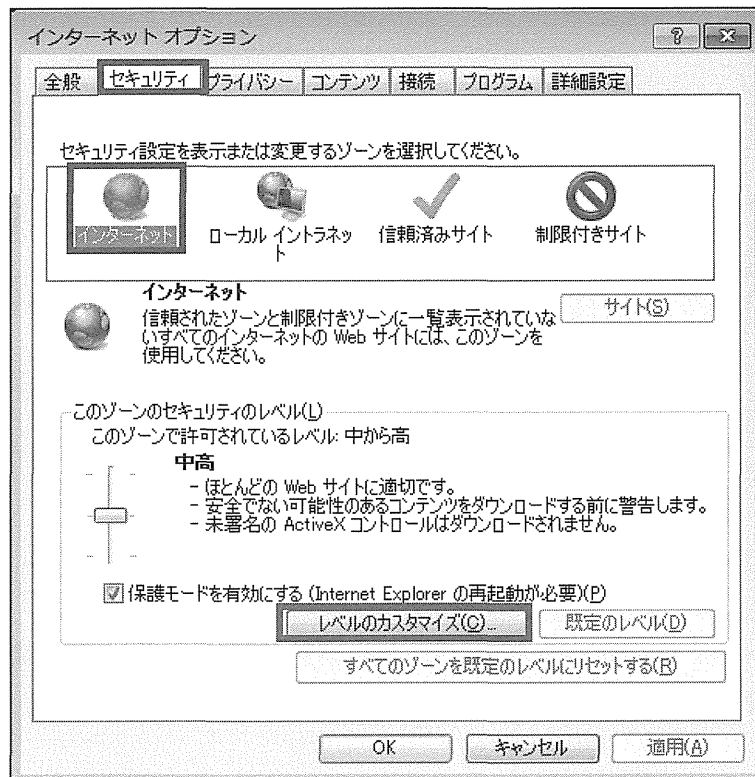 インターネット オプション
全般 セキュリティ プライバシー コンテンツ 接続 プログラム 詳細設定
セキュリティ設定を表示または変更するゾーンを選択してください。
インターネット
ローカル イントラネッ
ト
信頼済みサイト
制限付きサイト
インターネット
信頼されたゾーンと制限付きゾーンに一覧表示されていな
いすべてのインターネットの Web サイトには、このゾーンを
使用してください。
サイト(S)
このゾーンのセキュリティのレベル(L)
このゾーンで許可されているレベル: 中から高
中高
- ほとんどの Web サイトに適切です。
- 安全でない可能性のあるコンテンツをダウンロードする前に警告します。
- 未署名の ActiveX コントロールはダウンロードされません。
保護モードを有効にする (Internet Explorer の再起動が必要)(P)
レベルのカスタマイズ(C)... 既定のレベル(D)
すべてのゾーンを既定のレベルにリセットする(R)
OK キャンセル 適用(A)